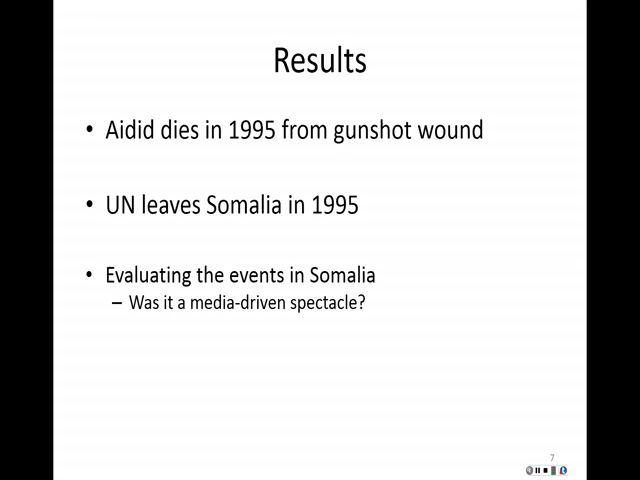 Results
• Aidid dies in 1995 from gunshot wound
• UN leaves Somalia in 1995
• Evaluating the events in Somalia
– Was it a media-driven spectacle?
7